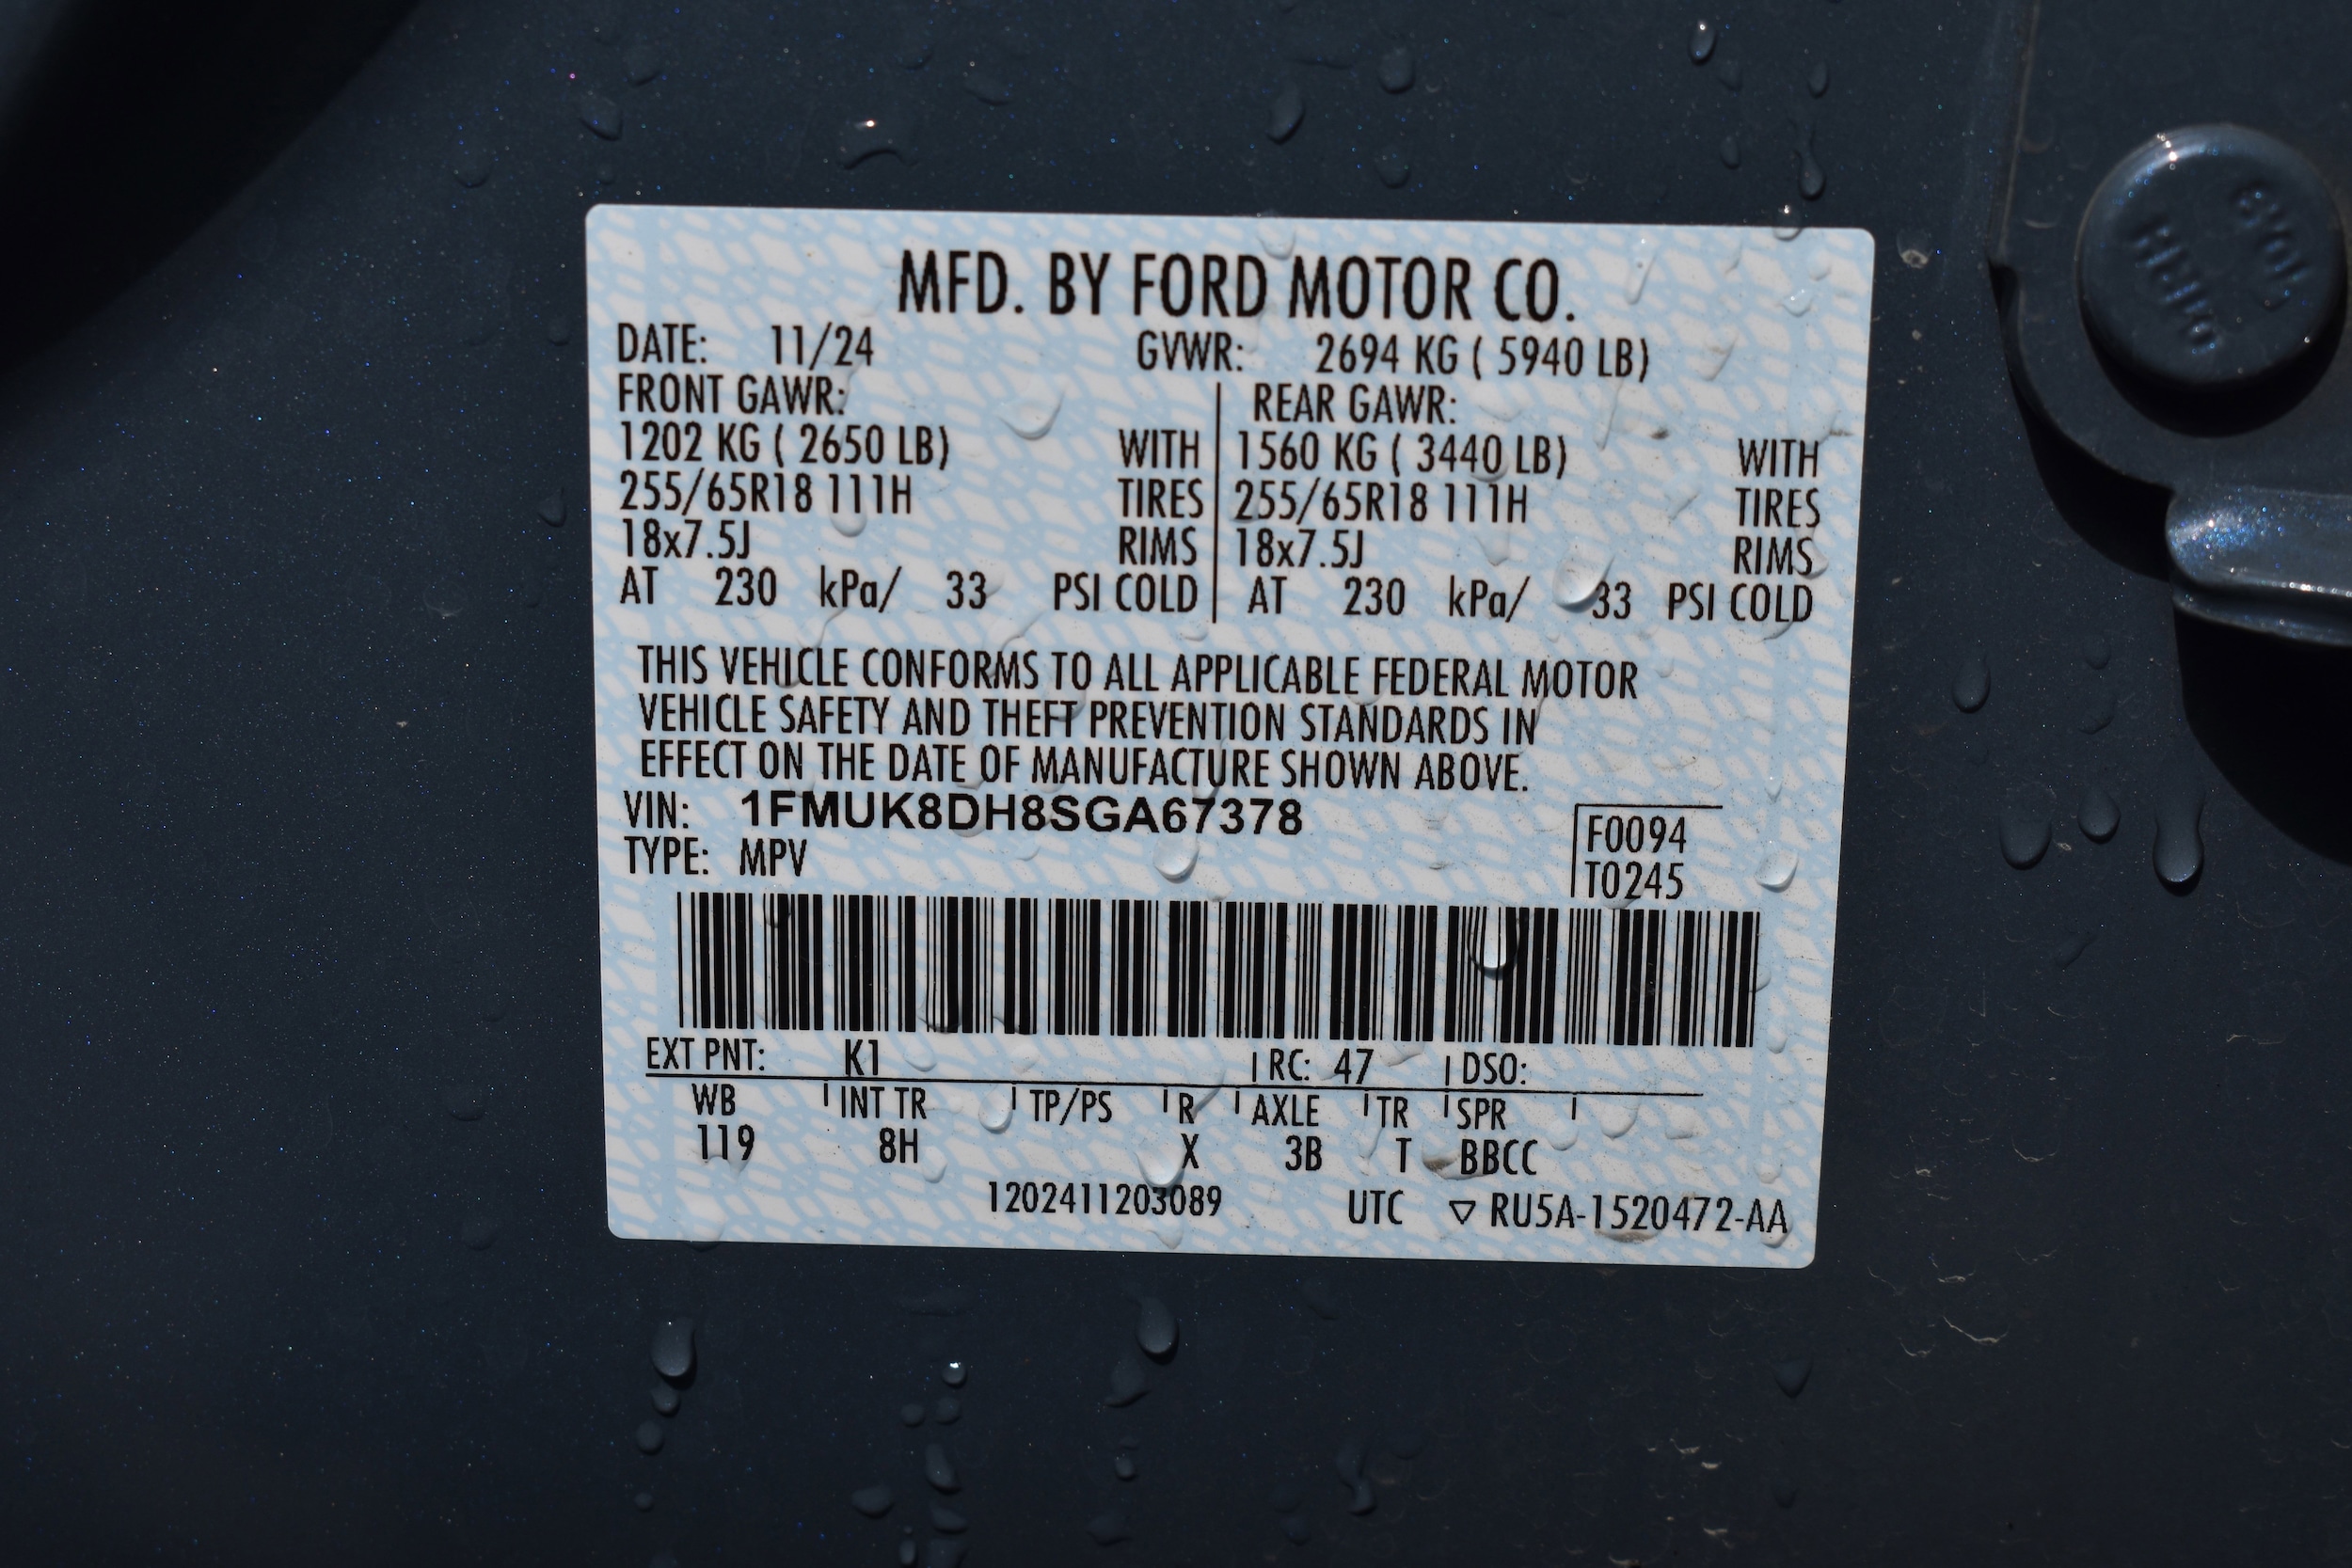 MFD. BY FORD MOTOR CO.
DATE: 11/24 GVWR: 2694 KG ( 5940 LB)
FRONT GAWR: REAR GAWR:
1202 KG ( 2650 LB) WITH 1560 KG ( 3440 LB) WITH
255/65R18 111H TIRES 255/65R18 111H TIRES
18x7.5J RIMS 18x7.5J RIMS
AT 230 kPa/ 33 PSI COLD AT 230 kPa/ 33 PSI COLD
THIS VEHICLE CONFORMS TO ALL APPLICABLE FEDERAL MOTOR
VEHICLE SAFETY AND THEFT PREVENTION STANDARDS IN
EFFECT ON THE DATE OF MANUFACTURE SHOWN ABOVE.
VIN: 1FMUK8DH8SGA67378 F0094
TYPE: MPV T0245
EXT PNT: K1 RC: 47 DSO:
WB INT TR TP/PS R AXLE TR SPR
119 8H X 3B T BBCC
1202411203089 UTC ▽ RU5A-1520472-AA